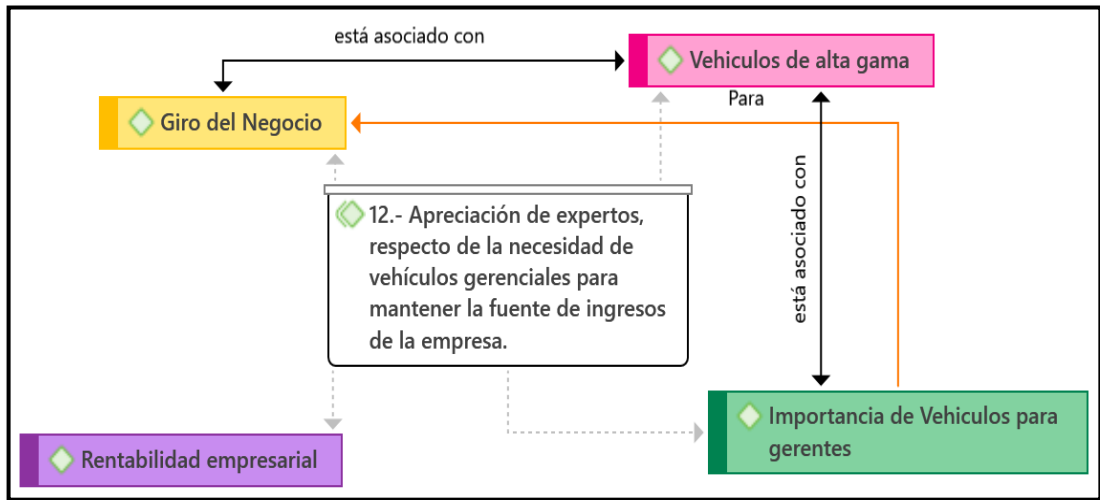 está asociado con
Vehiculos de alta gama
Para
Giro del Negocio
12.- Apreciación de expertos,
respecto de la necesidad de
vehículos gerenciales para
mantener la fuente de ingresos
de la empresa.
está asociado con
Importancia de Vehiculos para
gerentes
Rentabilidad empresarial